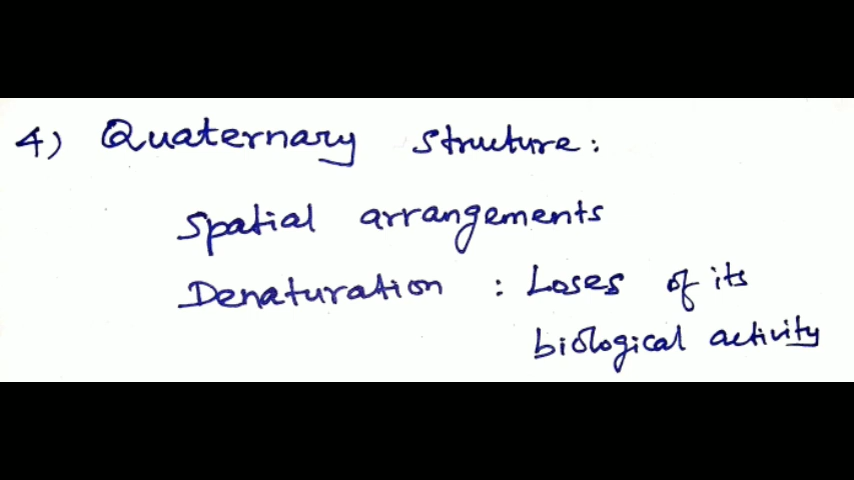 4) Quaternary structure:
Spatial arrangements
Denaturation : Loses of its
biological activity